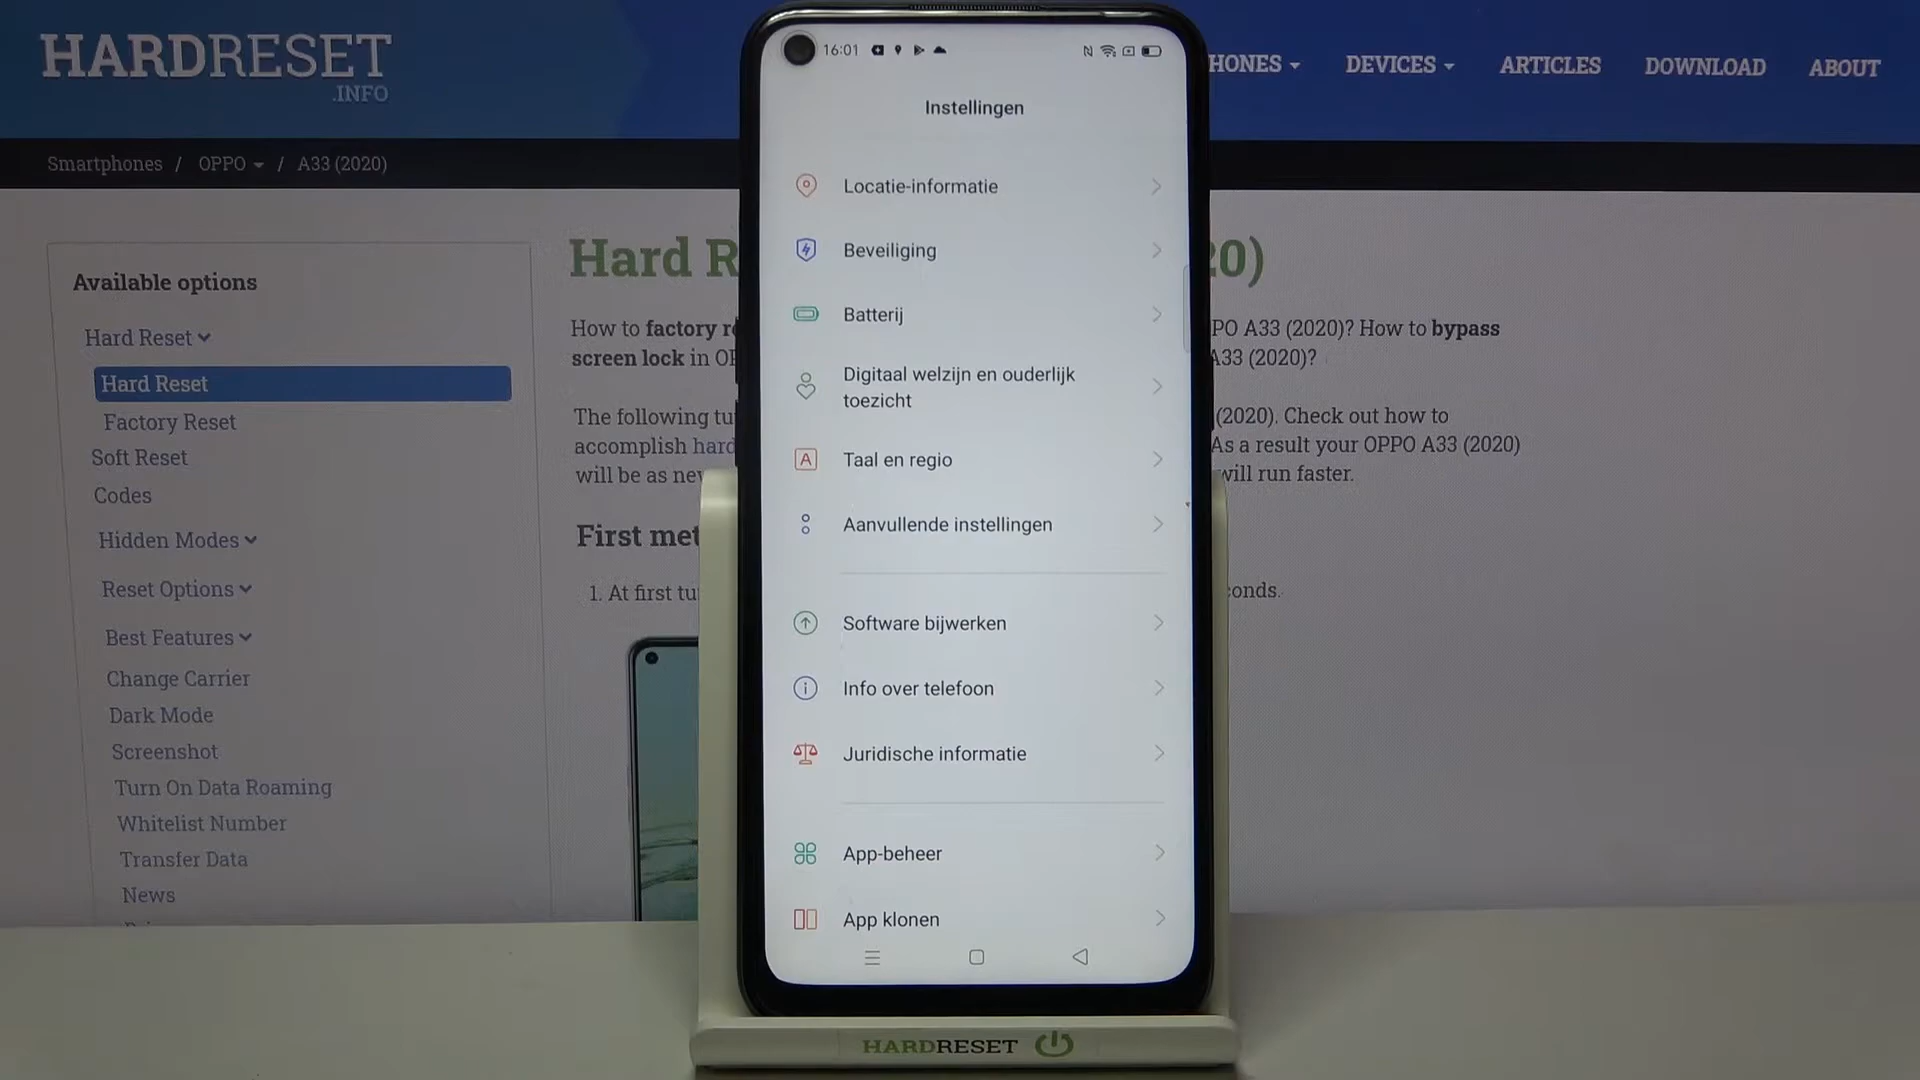 HARDRESET
.INFO
HONES
DEVICES
ARTICLES
DOWNLOAD
ABOUT
Smartphones / OPPO / A33 (2020)
Available options
Hard Reset
Hard Reset
Factory Reset
Soft Reset
Codes
Hidden Modes
Reset Options
Best Features
Change Carrier
Dark Mode
Screenshot
Turn On Data Roaming
Whitelist Number
Transfer Data
News
Hard R
20)
How to factory r
PO A33 (2020)? How to bypass
screen lock in OP
A33 (2020)?
The following tu
(2020). Check out how to
accomplish hard
As a result your OPPO A33 (2020)
will be as new
will run faster.
First met
1. At first tu
conds.
16:01
Instellingen
Locatie-informatie
Beveiliging
Batterij
Digitaal welzijn en ouderlijk
toezicht
A
Taal en regio
Aanvullende instellingen
Software bijwerken
Info over telefoon
Juridische informatie
App-beheer
App klonen
HARDRESET